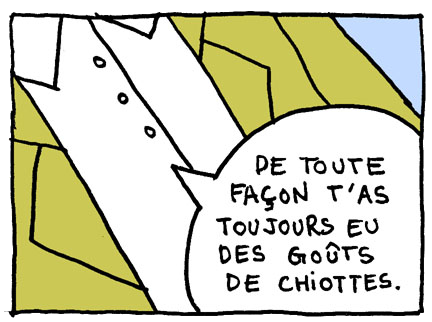 DE TOUTE
FAÇON T'AS
TOUJOURS EU
DES GOÛTS
DE CHIOTTES.